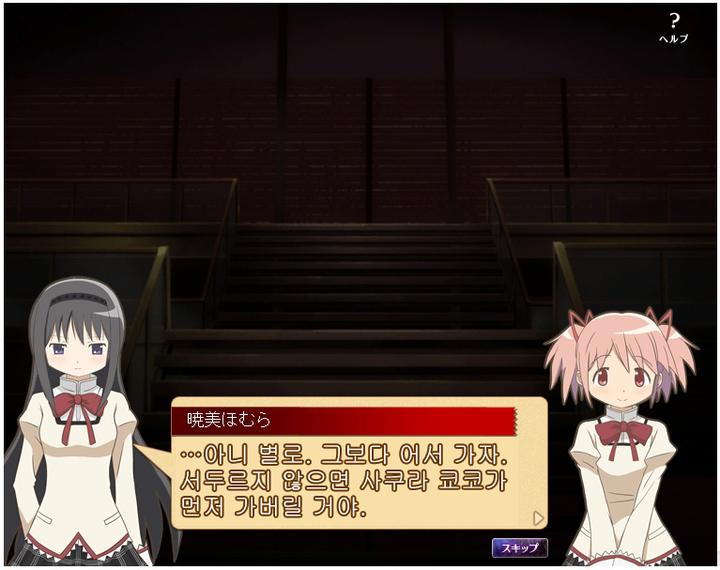 ?
ヘルプ
暁美ほむら
…아니 별로. 그보다 어서 가자.
서두르지 않으면 사쿠라 쿄코가
먼저 가버릴 거야.
スキップ